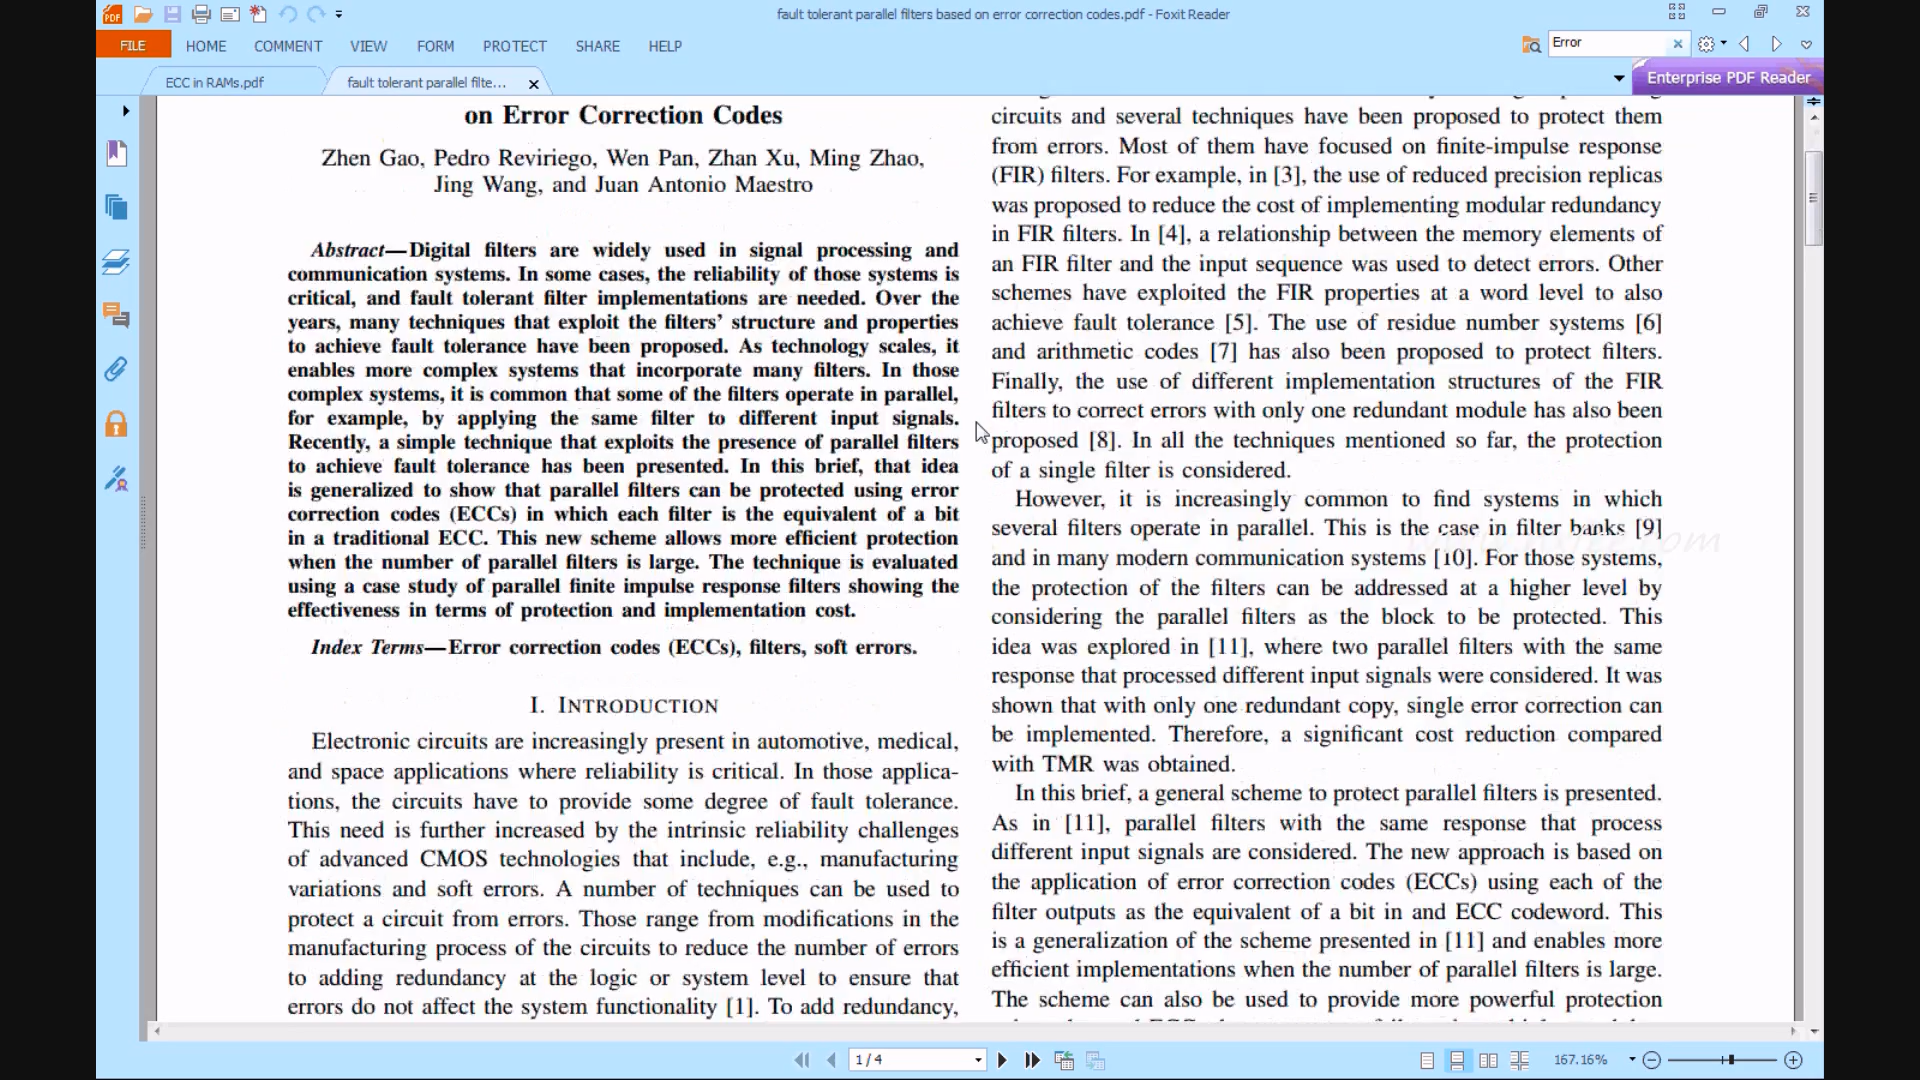 fault tolerant parallel filters based on error correction codes.pdf - Foxit Reader
FILE
HOME
COMMENT
VIEW
FORM
PROTECT
SHARE
HELP
Error
ECC in RAMs.pdf
fault tolerant parallel filte...
Enterprise PDF Reader
on Error Correction Codes
Zhen Gao, Pedro Reviriego, Wen Pan, Zhan Xu, Ming Zhao,
Jing Wang, and Juan Antonio Maestro
Abstract—Digital filters are widely used in signal processing and
communication systems. In some cases, the reliability of those systems is
critical, and fault tolerant filter implementations are needed. Over the
years, many techniques that exploit the filters' structure and properties
to achieve fault tolerance have been proposed. As technology scales, it
enables more complex systems that incorporate many filters. In those
complex systems, it is common that some of the filters operate in parallel,
for example, by applying the same filter to different input signals.
Recently, a simple technique that exploits the presence of parallel filters
to achieve fault tolerance has been presented. In this brief, that idea
is generalized to show that parallel filters can be protected using error
correction codes (ECCs) in which each filter is the equivalent of a bit
in a traditional ECC. This new scheme allows more efficient protection
when the number of parallel filters is large. The technique is evaluated
using a case study of parallel finite impulse response filters showing the
effectiveness in terms of protection and implementation cost.
Index Terms—Error correction codes (ECCs), filters, soft errors.
I. INTRODUCTION
Electronic circuits are increasingly present in automotive, medical,
and space applications where reliability is critical. In those applica-
tions, the circuits have to provide some degree of fault tolerance.
This need is further increased by the intrinsic reliability challenges
of advanced CMOS technologies that include, e.g., manufacturing
variations and soft errors. A number of techniques can be used to
protect a circuit from errors. Those range from modifications in the
manufacturing process of the circuits to reduce the number of errors
to adding redundancy at the logic or system level to ensure that
errors do not affect the system functionality [1]. To add redundancy,
circuits and several techniques have been proposed to protect them
from errors. Most of them have focused on finite-impulse response
(FIR) filters. For example, in [3], the use of reduced precision replicas
was proposed to reduce the cost of implementing modular redundancy
in FIR filters. In [4], a relationship between the memory elements of
an FIR filter and the input sequence was used to detect errors. Other
schemes have exploited the FIR properties at a word level to also
achieve fault tolerance [5]. The use of residue number systems [6]
and arithmetic codes [7] has also been proposed to protect filters.
Finally, the use of different implementation structures of the FIR
filters to correct errors with only one redundant module has also been
proposed [8]. In all the techniques mentioned so far, the protection
of a single filter is considered.
However, it is increasingly common to find systems in which
several filters operate in parallel. This is the case in filter banks [9]
and in many modern communication systems [10]. For those systems,
the protection of the filters can be addressed at a higher level by
considering the parallel filters as the block to be protected. This
idea was explored in [11], where two parallel filters with the same
response that processed different input signals were considered. It was
shown that with only one redundant copy, single error correction can
be implemented. Therefore, a significant cost reduction compared
with TMR was obtained.
In this brief, a general scheme to protect parallel filters is presented.
As in [11], parallel filters with the same response that process
different input signals are considered. The new approach is based on
the application of error correction codes (ECCs) using each of the
filter outputs as the equivalent of a bit in and ECC codeword. This
is a generalization of the scheme presented in [11] and enables more
efficient implementations when the number of parallel filters is large.
The scheme can also be used to provide more powerful protection
1 / 4
167.16%